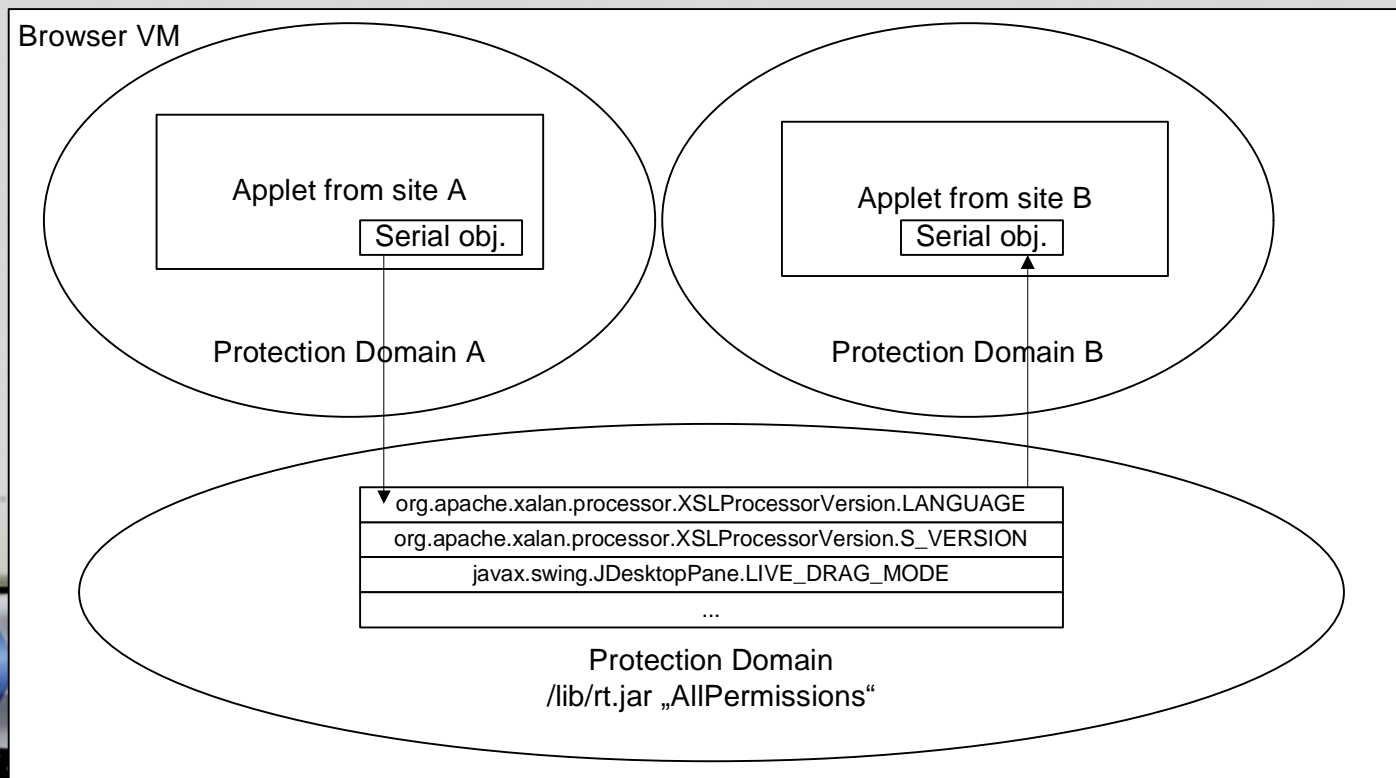 Browser VM
Applet from site A
Serial obj.
Protection Domain A
Applet from site B
Serial obj.
Protection Domain B
org.apache.xalan.processor.XSLProcessorVersion.LANGUAGE
org.apache.xalan.processor.XSLProcessorVersion.S_VERSION
javax.swing.JDesktopPane.LIVE_DRAG_MODE
...
Protection Domain
/lib/rt.jar „AllPermissions“